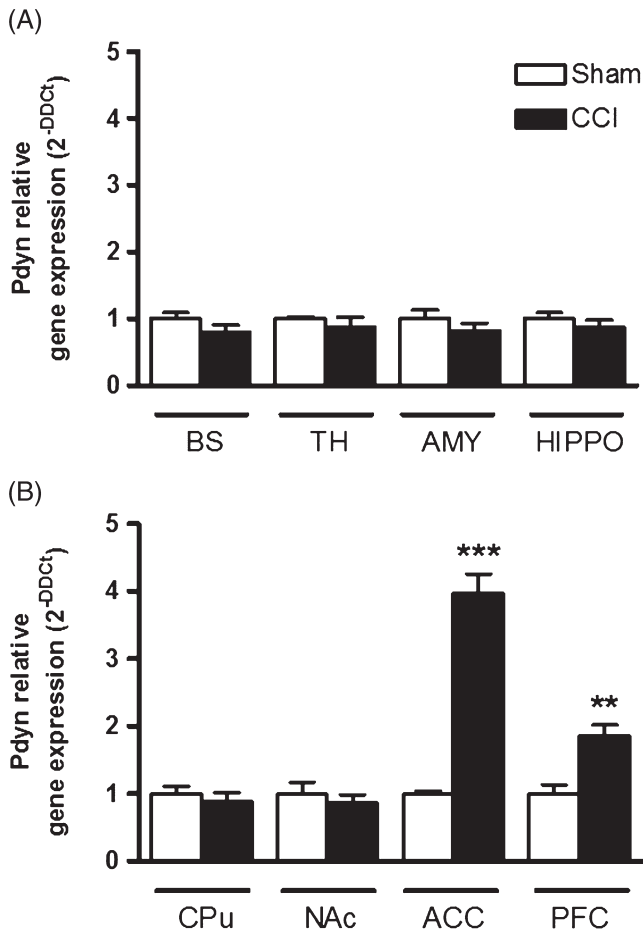 (A)
Pdyn relative
gene expression (2-DDCt)
5
4
3
2
1
0
Sham
CCI
BS TH AMY HIPPO
(B)
Pdyn relative
gene expression (2-DDCt)
5
4
3
2
1
0
***
**
CPu NAc ACC PFC